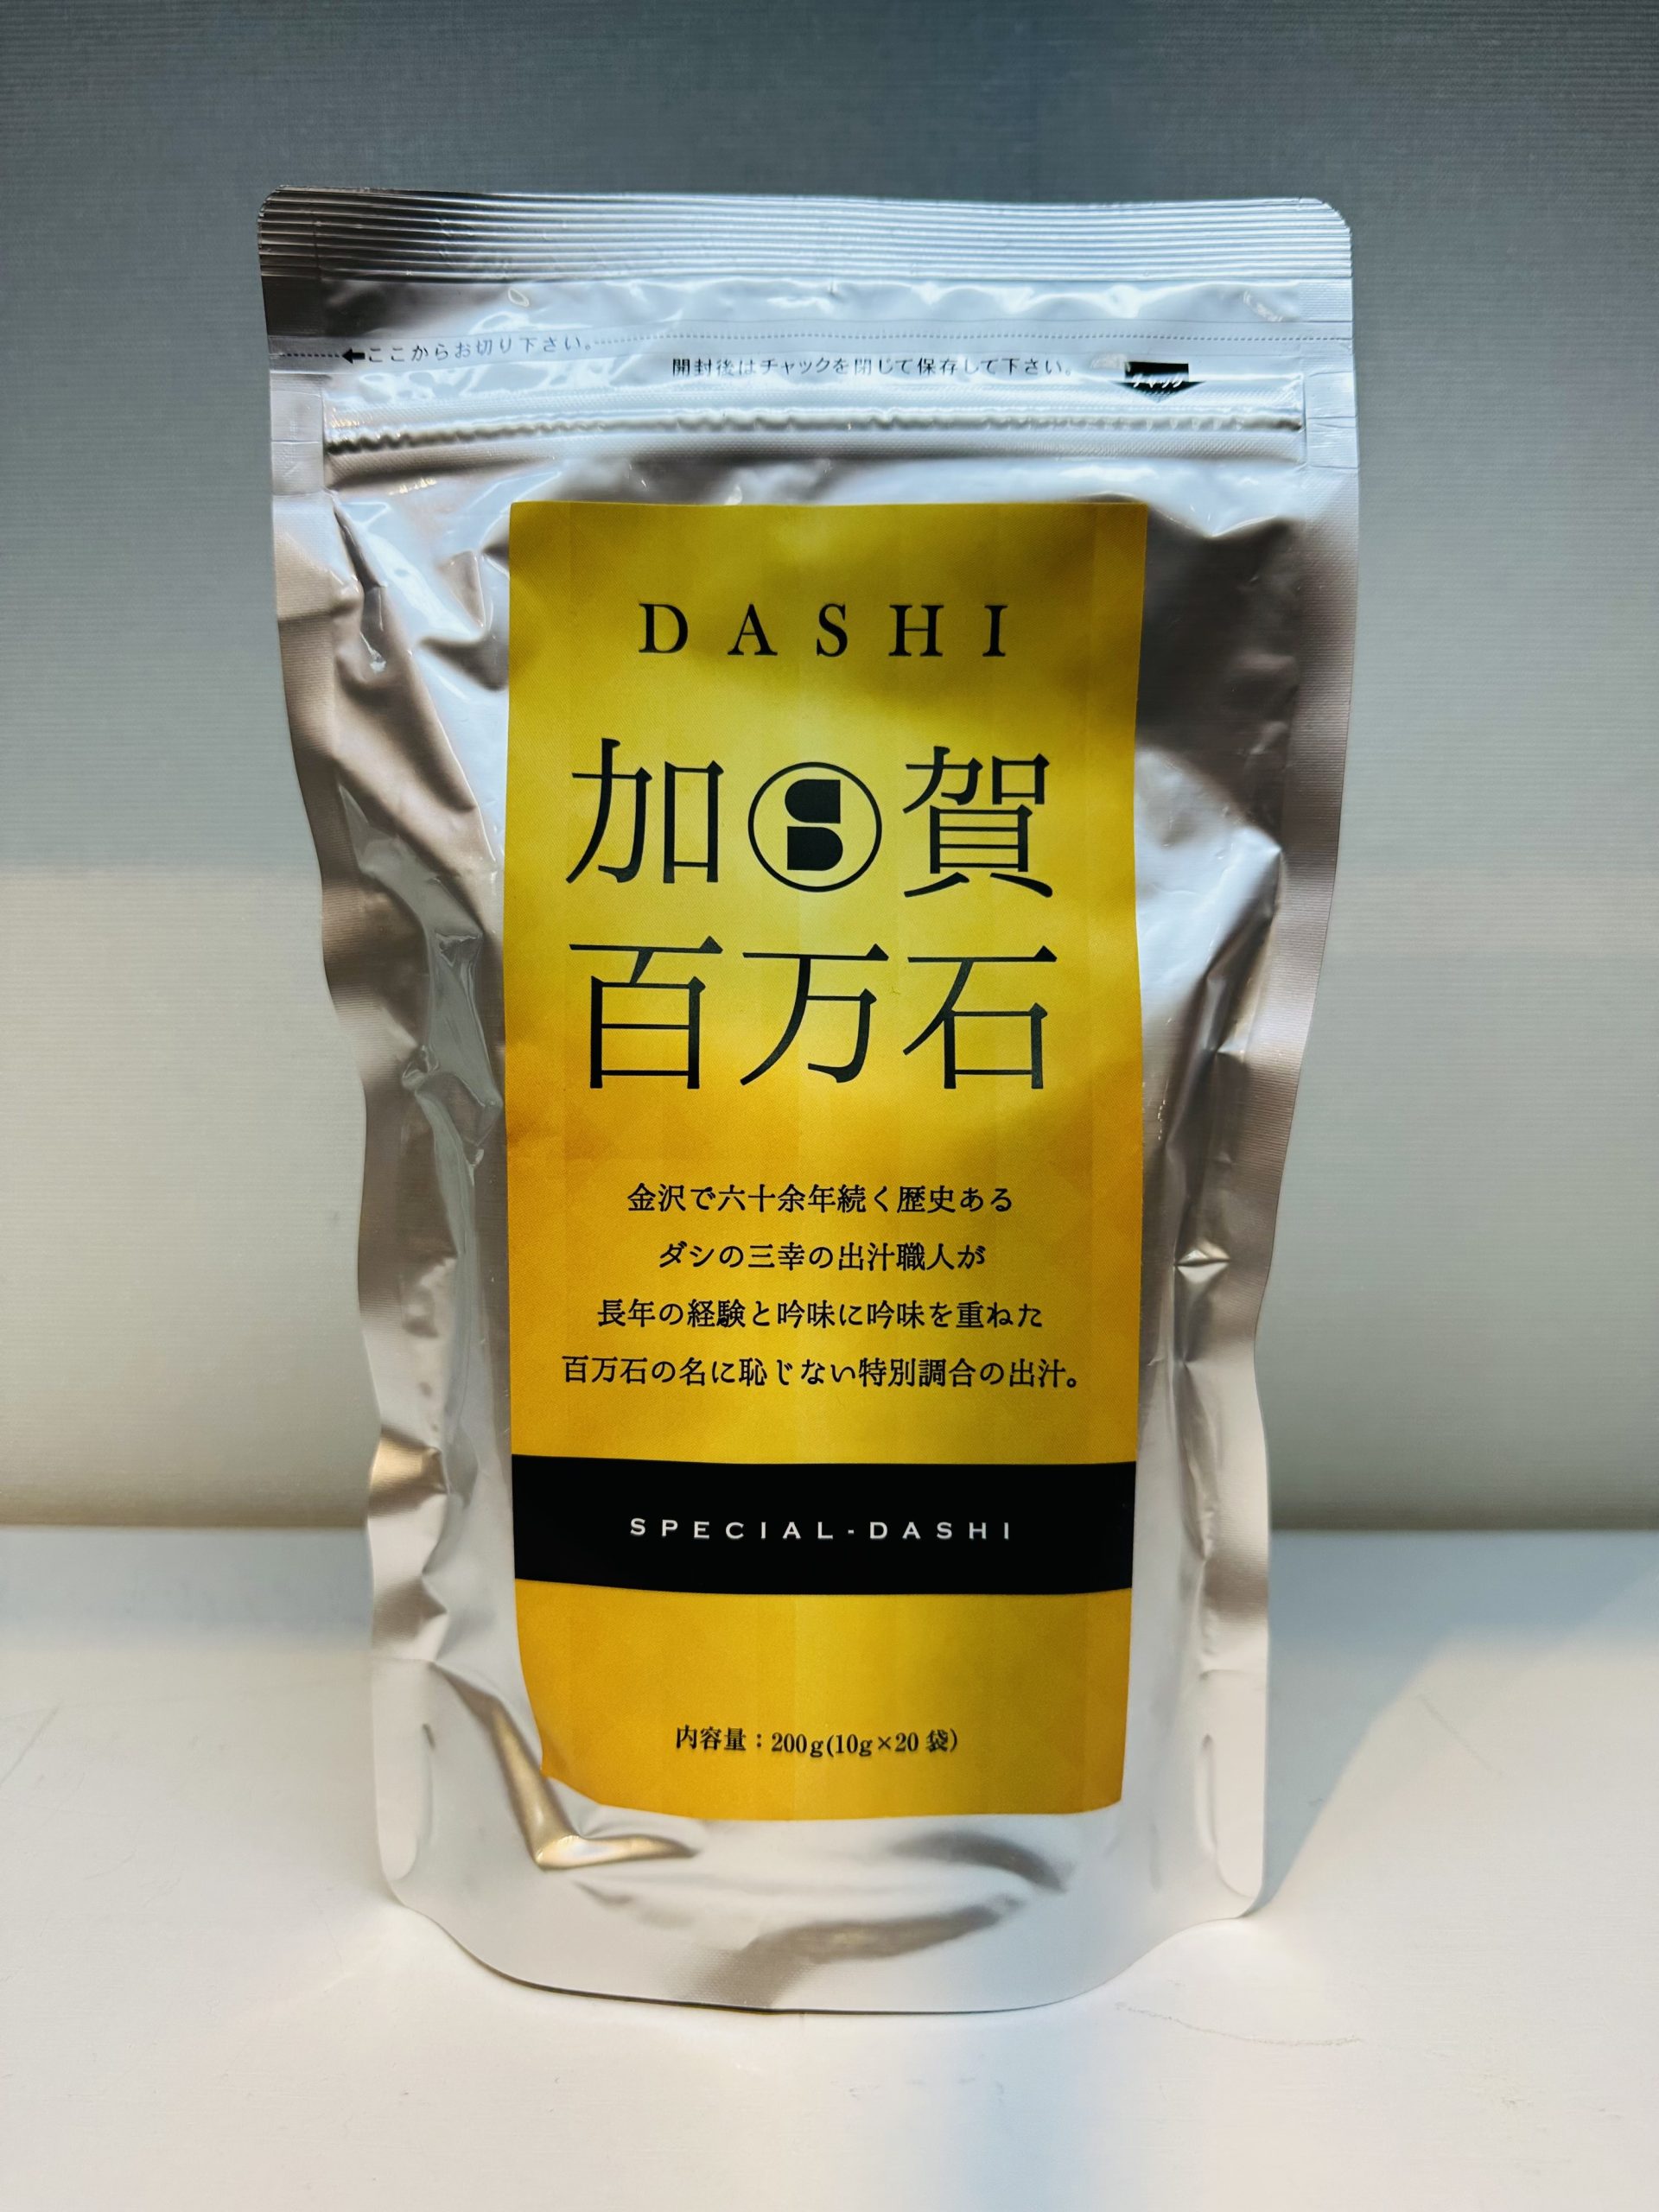 ここからお切り下さい。
開封後はチャックを閉じて保存して下さい。
チャック
DASHI
加賀
百万石
金沢で六十余年続く歴史ある
ダシの三幸の出汁職人が
長年の経験と吟味に吟味を重ねた
百万石の名に恥じない特別調合の出汁。
SPECIAL-DASHI
内容量：200g(10g×20 袋)